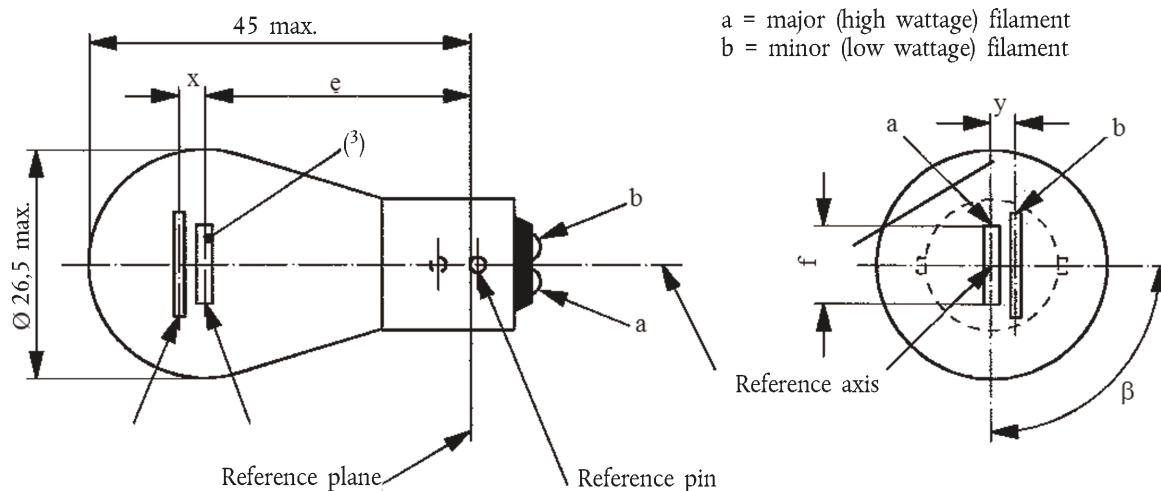 45 max.
a = major (high wattage) filament
b = minor (low wattage) filament
x
e
y
a
b
(³)
b
Ø 26,5 max.
f
a
Reference axis
β
Reference plane
Reference pin